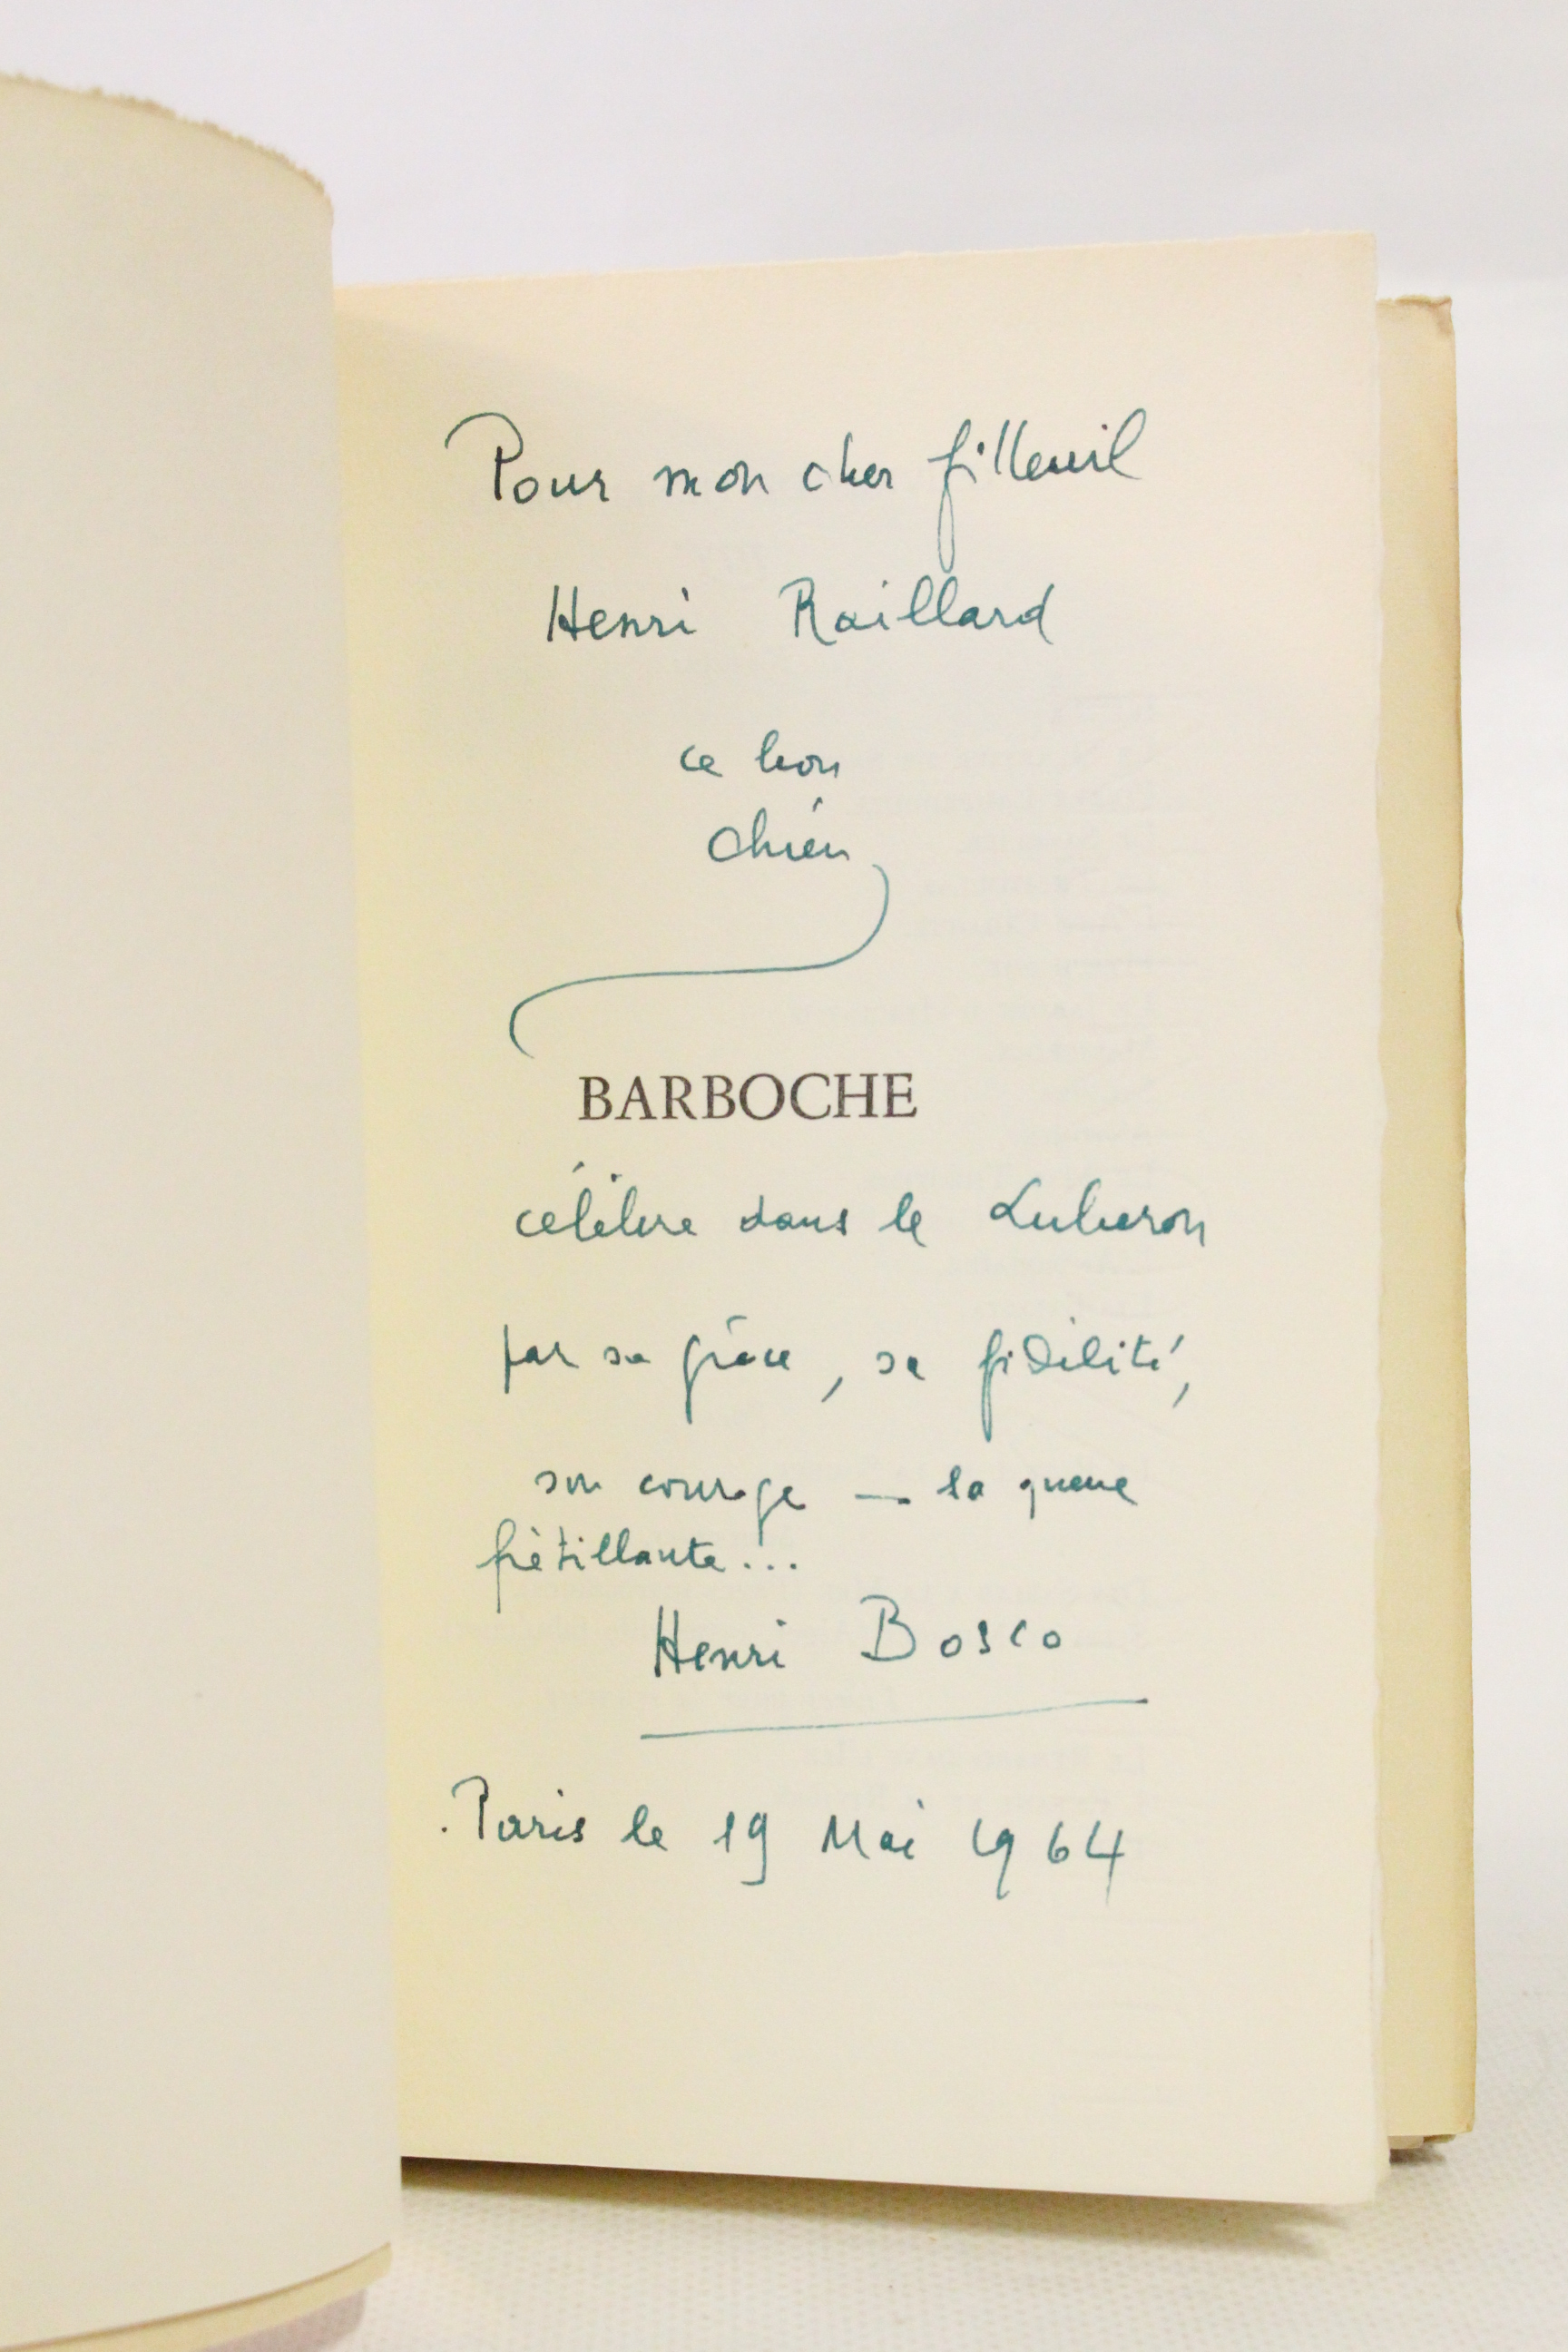 Pour mon cher filleuil
Henri Raillard
ce bon
chien
BARBOCHE
célèbre dans le Luberon
par sa grâce, sa fidélité,
son courage — la queue
frétillante...
Henri Bosco
Paris le 19 Mai 1964